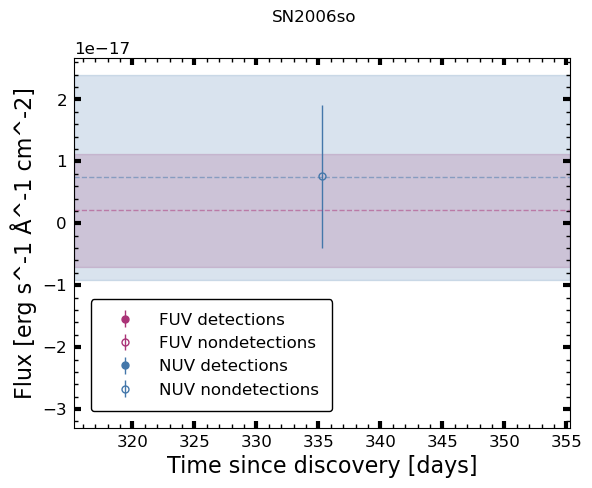 SN2006so
1e−17
2
1
0
−1
−2
−3
Flux [erg s^-1 Å^-1 cm^-2]
FUV detections
FUV nondetections
NUV detections
NUV nondetections
320 325 330 335 340 345 350 355
Time since discovery [days]